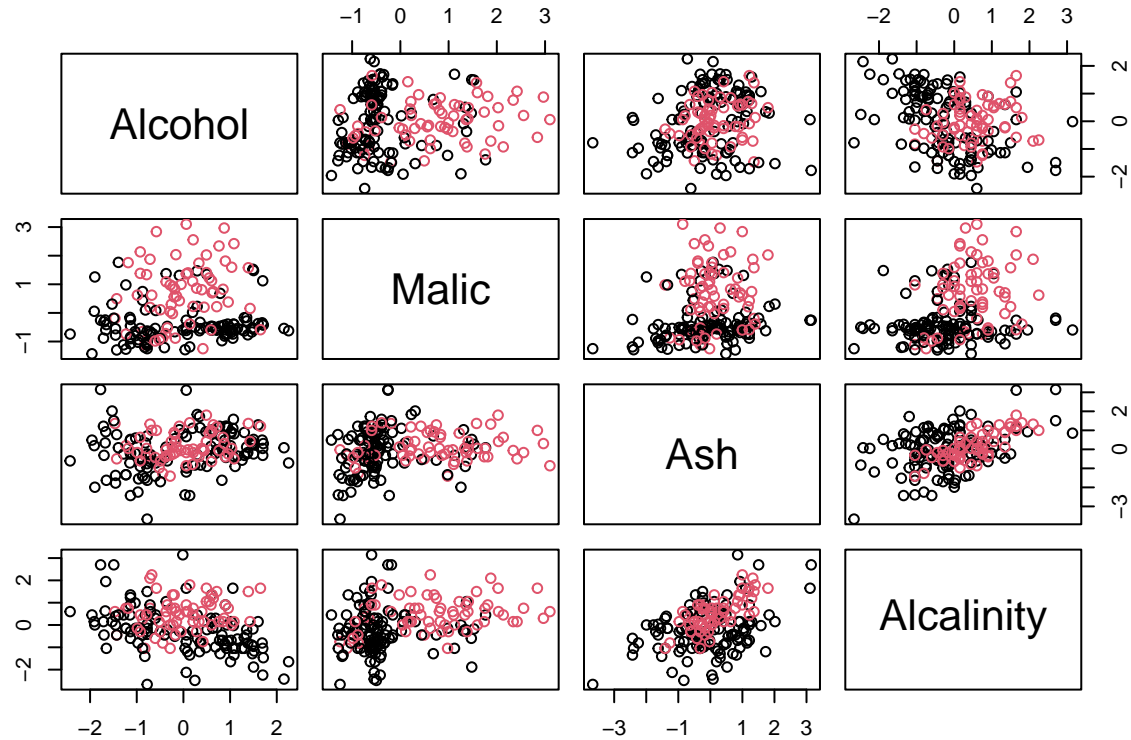 −1 0 1 2 3 −2 0 1 2 3
Alcohol −2 0 2
−1 1 3 Malic
Ash −3 0 2
−2 0 2 Alcalinity
−2 −1 0 1 2 −3 −1 0 1 2 3